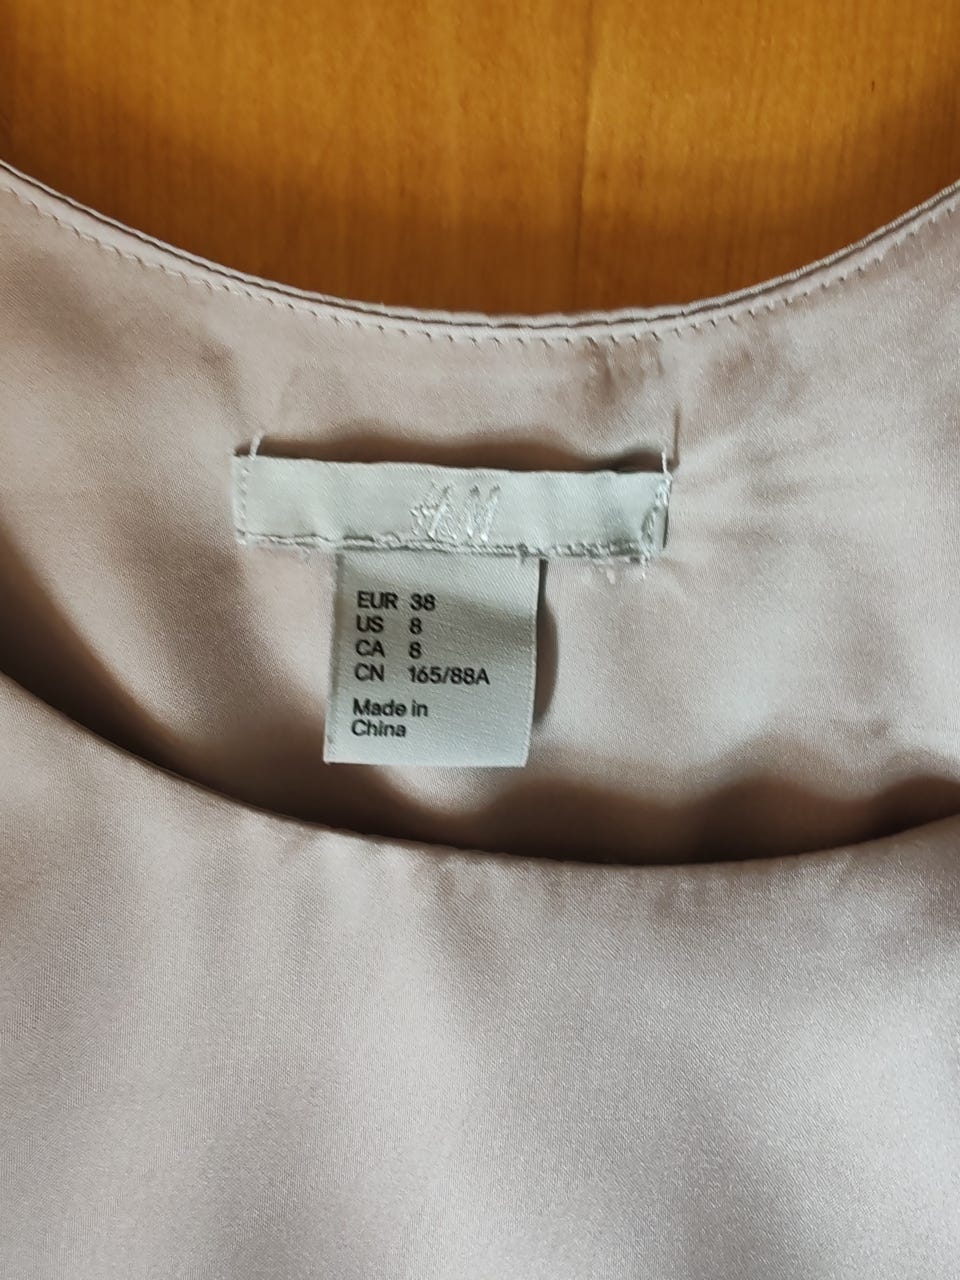 H&M
EUR 38
US 8
CA 8
CN 165/88A
Made in
China